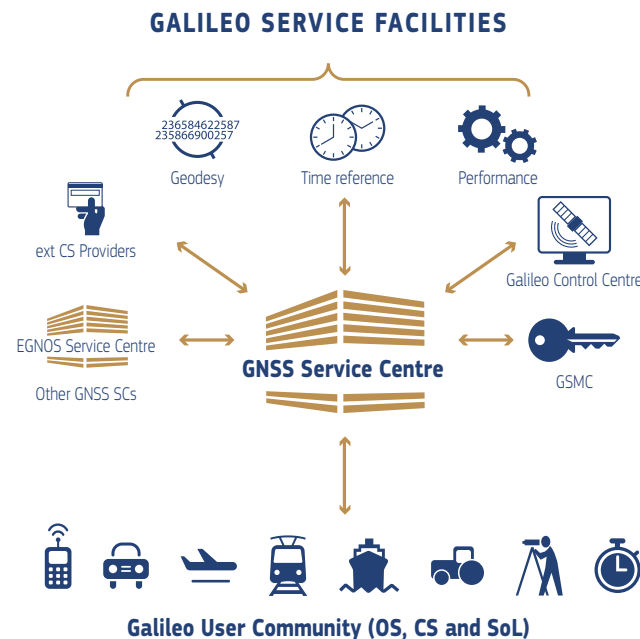 GALILEO SERVICE FACILITIES
236584622587
235866900257
Geodesy
Time reference
Performance
ext CS Providers
Galileo Control Centre
EGNOS Service Centre
GNSS Service Centre
GSMC
Other GNSS SCs
Galileo User Community (OS, CS and SoL)